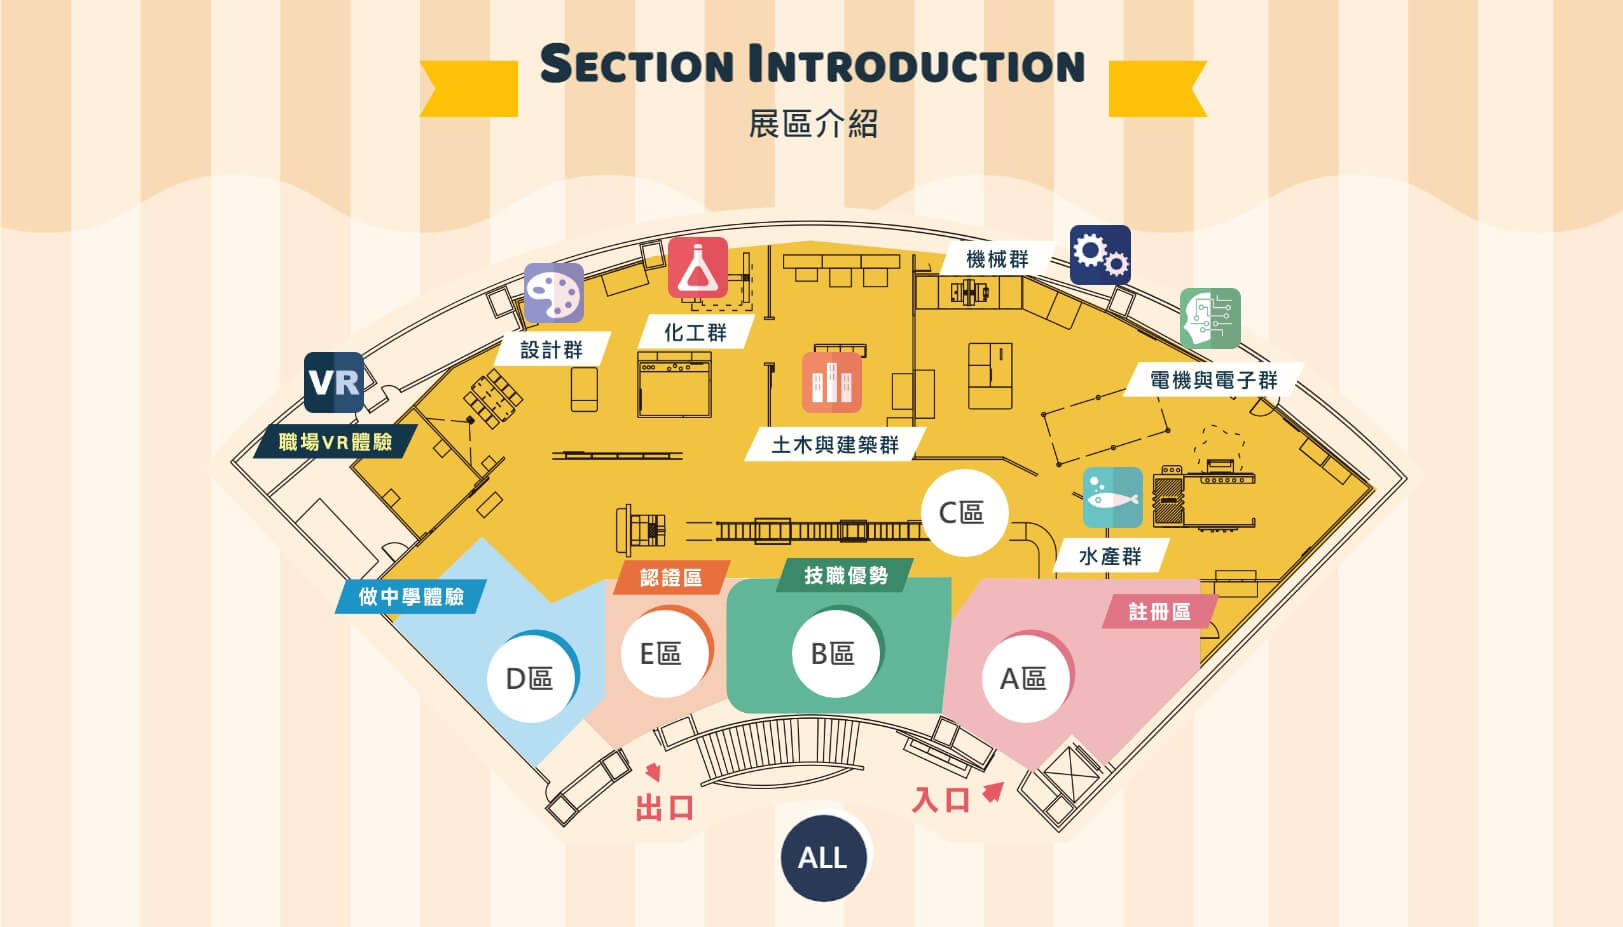 SECTION INTRODUCTION
展區介紹
機械群
化工群
設計群
電機與電子群
VR
職場VR體驗
土木與建築群
C區
水產群
做中學體驗
認證區
技職優勢
註冊區
D區
E區
B區
A區
出口
入口
ALL